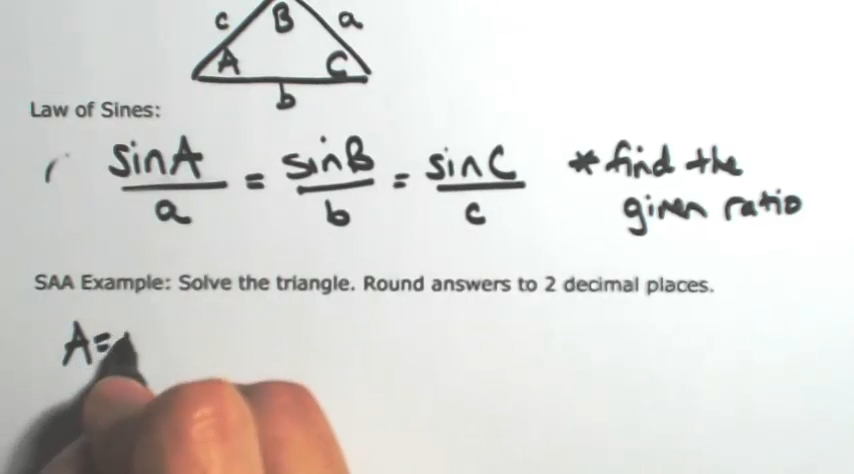 c B a
A C
b
Law of Sines:
sinA/a = sinB/b = sinC/c * find the
given ratio
SAA Example: Solve the triangle. Round answers to 2 decimal places.
A=